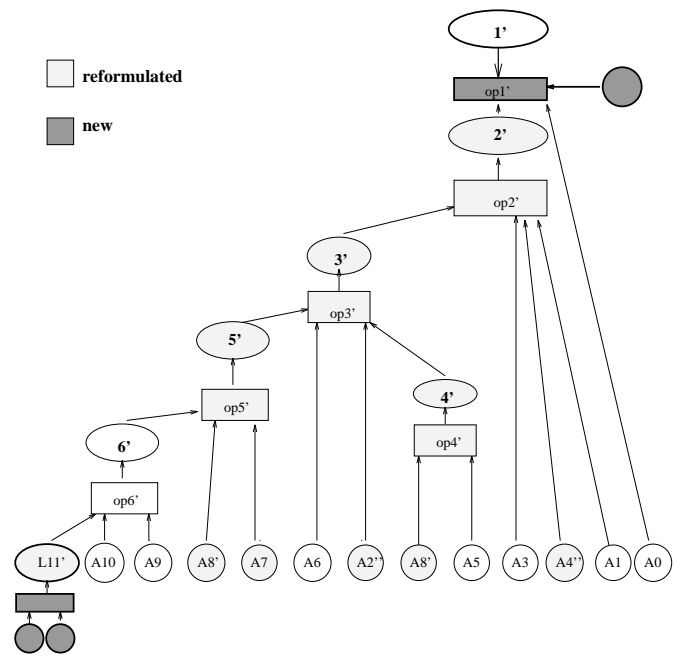 1’
reformulated
op1’
new
2’
op2’
3’
op3’
5’
4’
op5’
op4’
6’
op6’
L11’
A10
A9
A8’
A7
A6
A2’’
A8’
A5
A3
A4’’
A1
A0